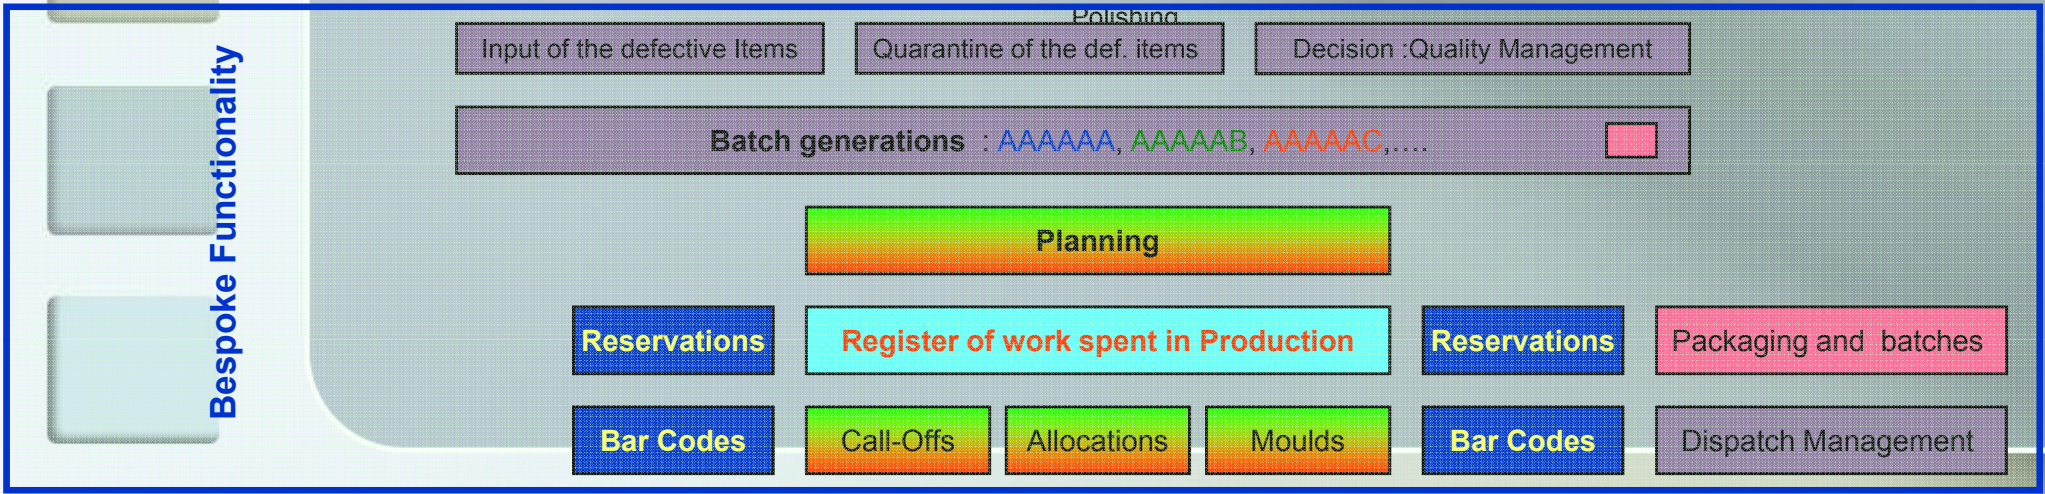 Polishing
Input of the defective Items
Quarantine of the def. items
Decision :Quality Management
Batch generations : AAAAAA, AAAAAB, AAAAAC,....
Planning
Reservations
Register of work spent in Production
Reservations
Packaging and batches
Bar Codes
Call-Offs
Allocations
Moulds
Bar Codes
Dispatch Management
Bespoke Functionality